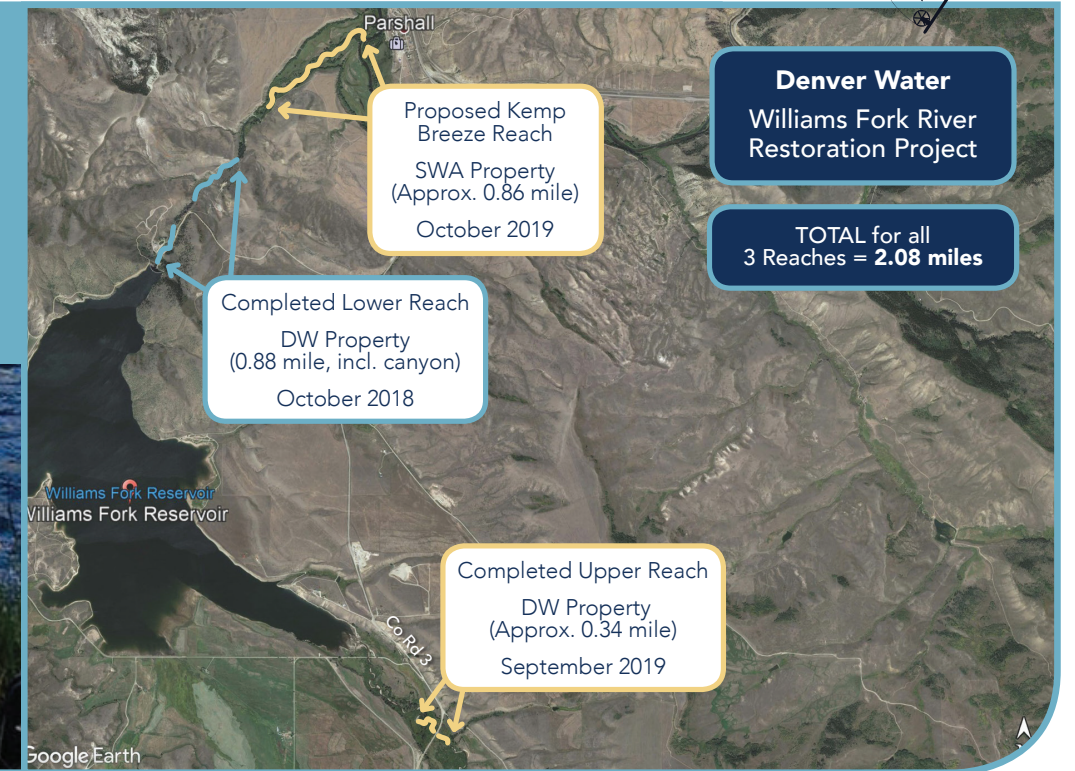 Parshall
Denver Water
Williams Fork River
Restoration Project
TOTAL for all
3 Reaches = 2.08 miles
Proposed Kemp
Breeze Reach
SWA Property
(Approx. 0.86 mile)
October 2019
Completed Lower Reach
DW Property
(0.88 mile, incl. canyon)
October 2018
Williams Fork Reservoir
Williams Fork Reservoir
Completed Upper Reach
DW Property
(Approx. 0.34 mile)
September 2019
Co Rd 3
Google Earth